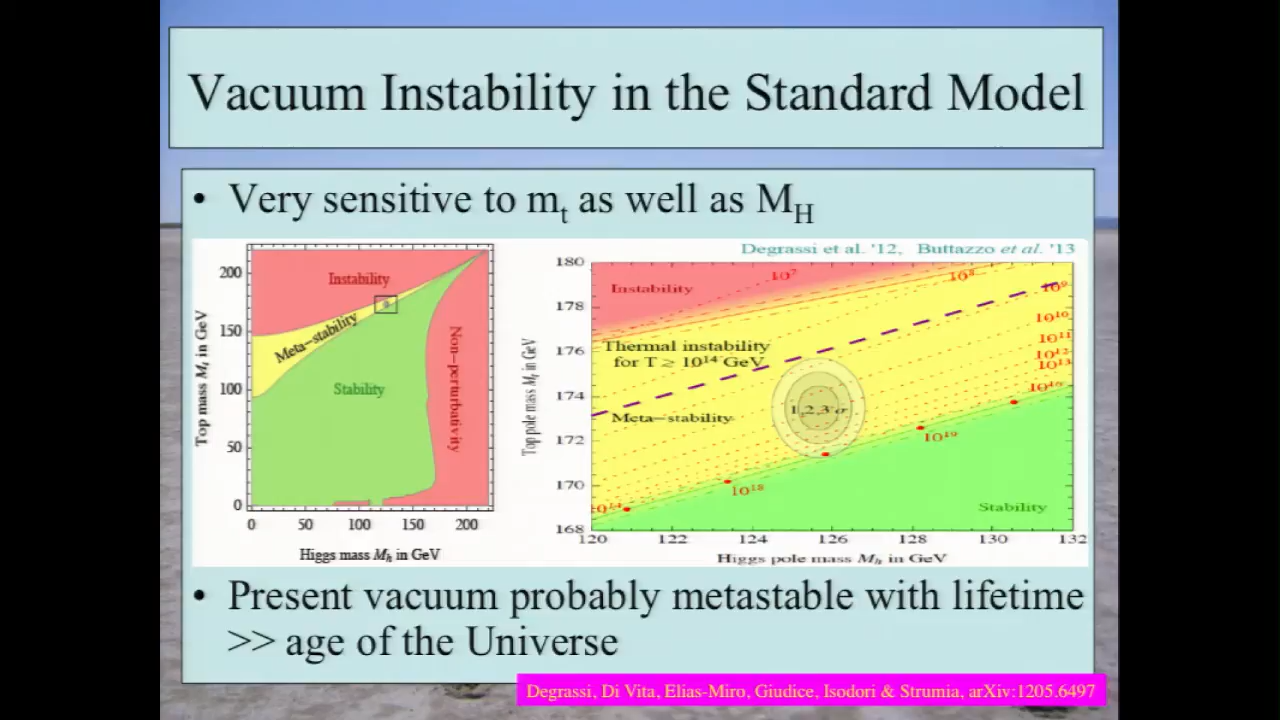 Vacuum Instability in the Standard Model
• Very sensitive to mt as well as MH
Degrassi et al. '12, Buttazzo et al. '13
200
150
100
50
0
Top mass Mt in GeV
Instability
Meta-stability
Stability
Non-perturbativity
0 50 100 150 200
Higgs mass Mh in GeV
180
178
176
174
172
170
168
Top pole mass Mt in GeV
Instability
10⁷
10⁸
10⁹
10¹⁰
10¹¹
10¹²
10¹³
Thermal instability
for T ≥ 10¹⁴ GeV
Meta-stability
1,2,3 σ
10¹⁹
10¹⁸
10¹⁴
Stability
120 122 124 126 128 130 132
Higgs pole mass Mh in GeV
• Present vacuum probably metastable with lifetime
>> age of the Universe
Degrassi, Di Vita, Elias-Miro, Giudice, Isodori & Strumia, arXiv:1205.6497